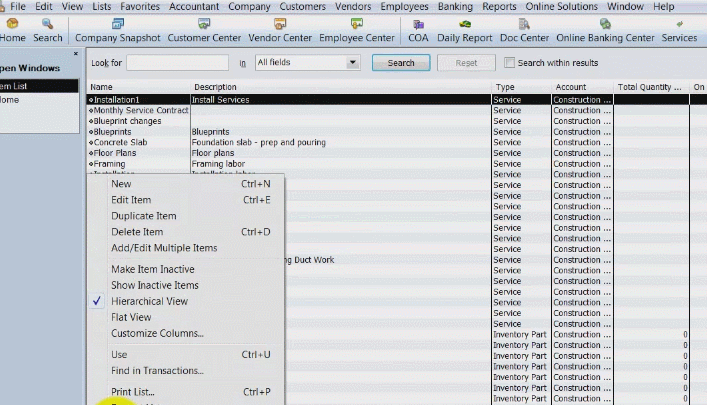 File Edit View Lists Favorites Accountant Company Customers Vendors Employees Banking Reports Online Solutions Window Help
Home Search Company Snapshot Customer Center Vendor Center Employee Center COA Daily Report Doc Center Online Banking Center Services
Look for in All fields Search Reset Search within results
pen Windows
em List
ome
Name Description Type Account Total Quantity ... On
Installation1 Install Services Service Construction ...
Monthly Service Contract Service Construction ...
Blueprint changes Service Construction ...
Blueprints Blueprints Service Construction ...
Concrete Slab Foundation slab - prep and pouring Service Construction ...
Floor Plans Floor plans Service Construction ...
Framing Framing labor Service Construction ...
Installation Installation labor Service Construction ...
Service Construction ...
Service Construction ...
Service Construction ...
Service Construction ...
Service Construction ...
Service Construction ...
Service Construction ...
ng Duct Work Service Construction ...
Service Construction ...
Service Construction ...
Service Construction ...
Service Construction ...
Service Construction ...
Service Construction ...
Inventory Part Construction ... 0
Inventory Part Construction ... 0
Inventory Part Construction ... 0
Inventory Part Construction ... 0
Inventory Part Construction ... 0
Inventory Part Construction ... 0
Inventory Part Construction ... 0
New Ctrl+N
Edit Item Ctrl+E
Duplicate Item
Delete Item Ctrl+D
Add/Edit Multiple Items
Make Item Inactive
Show Inactive Items
Hierarchical View
Flat View
Customize Columns...
Use Ctrl+U
Find in Transactions...
Print List... Ctrl+P